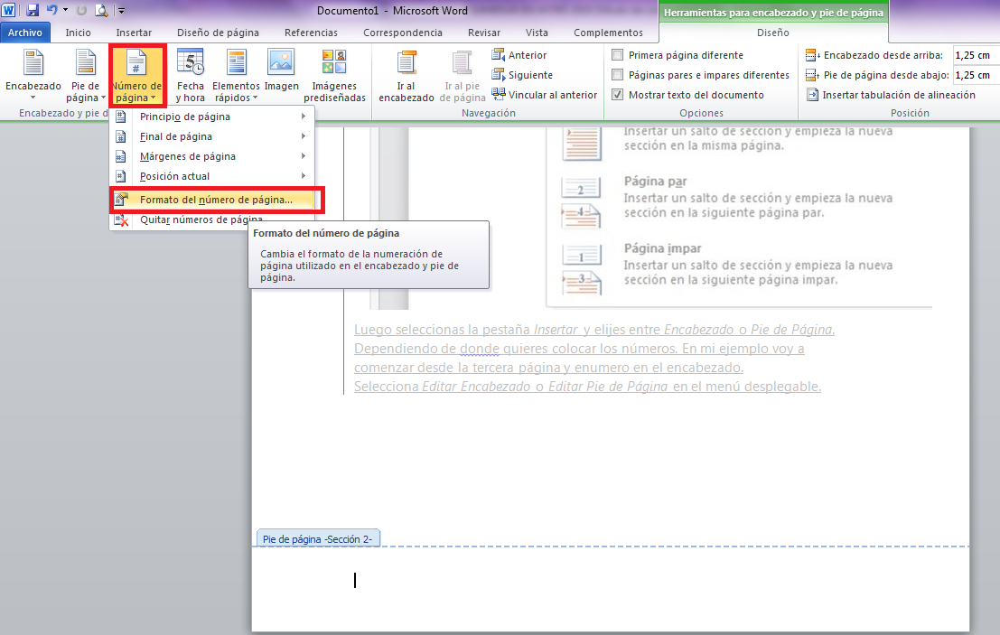 Documento1 - Microsoft Word
Herramientas para encabezado y pie de página
Archivo Inicio Insertar Diseño de página Referencias Correspondencia Revisar Vista Complementos Diseño
Encabezado
Pie de
página
Número de
página
Fecha
y hora
Elementos
rápidos
Imagen
Imágenes
prediseñadas
Ir al
encabezado
Ir al pie
de página
Anterior
Siguiente
Vincular al anterior
Primera página diferente
Páginas pares e impares diferentes
Mostrar texto del documento
Encabezado desde arriba: 1,25 cm
Pie de página desde abajo: 1,25 cm
Insertar tabulación de alineación
Encabezado y pie d
Navegación
Opciones
Posición
Principio de página
Final de página
Márgenes de página
Posición actual
Formato del número de página...
Quitar números de página
Formato del número de página
Cambia el formato de la numeración de
página utilizado en el encabezado y pie de
página.
Insertar un salto de sección y empieza la nueva
sección en la misma página.
2
4
Página par
Insertar un salto de sección y empieza la nueva
sección en la siguiente página par.
1
3
Página impar
Insertar un salto de sección y empieza la nueva
sección en la siguiente página impar.
Luego seleccionas la pestaña Insertar y elijes entre Encabezado o Pie de Página.
Dependiendo de donde quieres colocar los números. En mi ejemplo voy a
comenzar desde la tercera página y enumero en el encabezado.
Selecciona Editar Encabezado o Editar Pie de Página en el menú desplegable.
Pie de página -Sección 2-